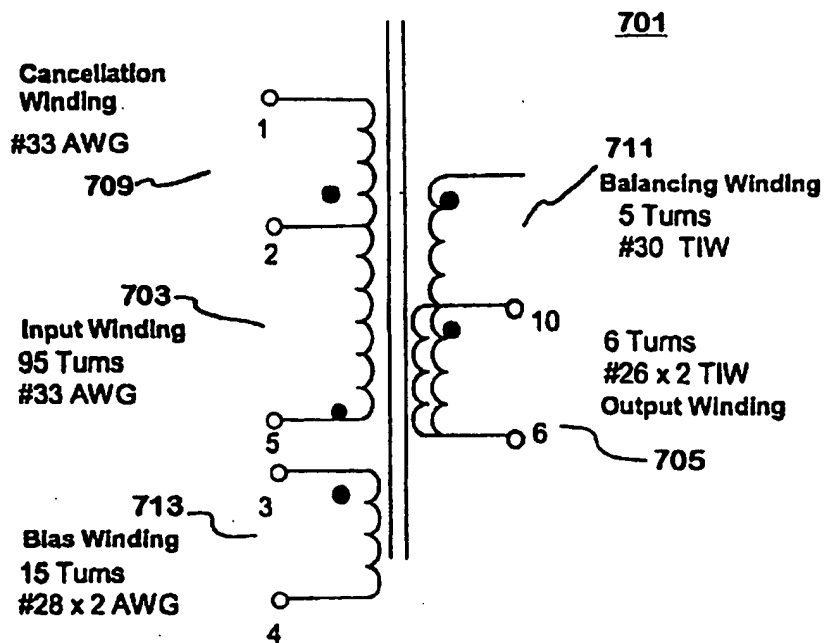 701
Cancellation
Winding
#33 AWG
709
1
2
703
Input Winding
95 Turns
#33 AWG
5
3
713
Bias Winding
15 Turns
#28 x 2 AWG
4
711
Balancing Winding
5 Turns
#30 TIW
10
6 Turns
#26 x 2 TIW
Output Winding
6
705